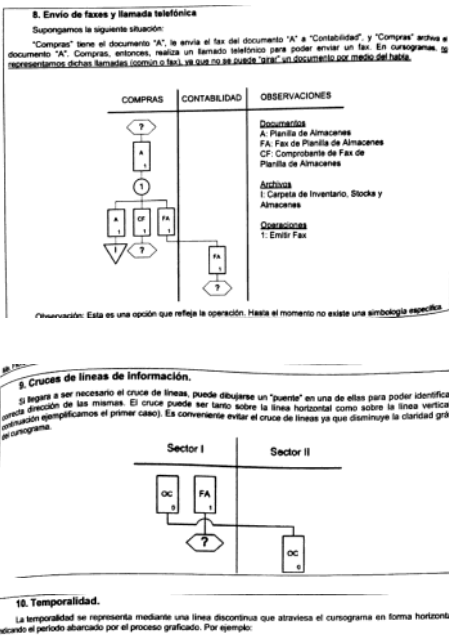 8. Envío de faxes y llamada telefónica
Supongamos la siguiente situación:
"Compras" tiene el documento "A", le envía el fax del documento "A" a "Contabilidad", y "Compras" archiva el
documento "A". Compras, entonces, realiza un llamado telefónico para poder enviar un fax. En cursogramas,
representamos dichas llamadas (común o fax), ya que no se puede "girar" un documento por medio del habla.
COMPRAS CONTABILIDAD OBSERVACIONES
?
A
1
1
A
1
CF
1
FA
1
I
?
FA
1
?
Documentos
A: Planilla de Almacenes
FA: Fax de Planilla de Almacenes
CF: Comprobante de Fax de
Planilla de Almacenes
Archivos
I: Carpeta de Inventario, Stocks y
Almacenes
Operaciones
1: Emitir Fax
Observación: Esta es una opción que refleja la operación. Hasta el momento no existe una simbología específica
9. Cruces de líneas de información.
Si llegara a ser necesario el cruce de líneas, puede dibujarse un "puente" en una de ellas para poder identifica
correcta dirección de las mismas. El cruce puede ser tanto sobre la línea horizontal como sobre la línea vertica
continuación ejemplificamos el primer caso). Es conveniente evitar el cruce de líneas ya que disminuye la claridad grá
del cursograma.
Sector I Sector II
OC
0
FA
1
?
OC
0
10. Temporalidad.
La temporalidad se representa mediante una línea discontinua que atraviesa el cursograma en forma horizonta
indicando el período abarcado por el proceso graficado. Por ejemplo: